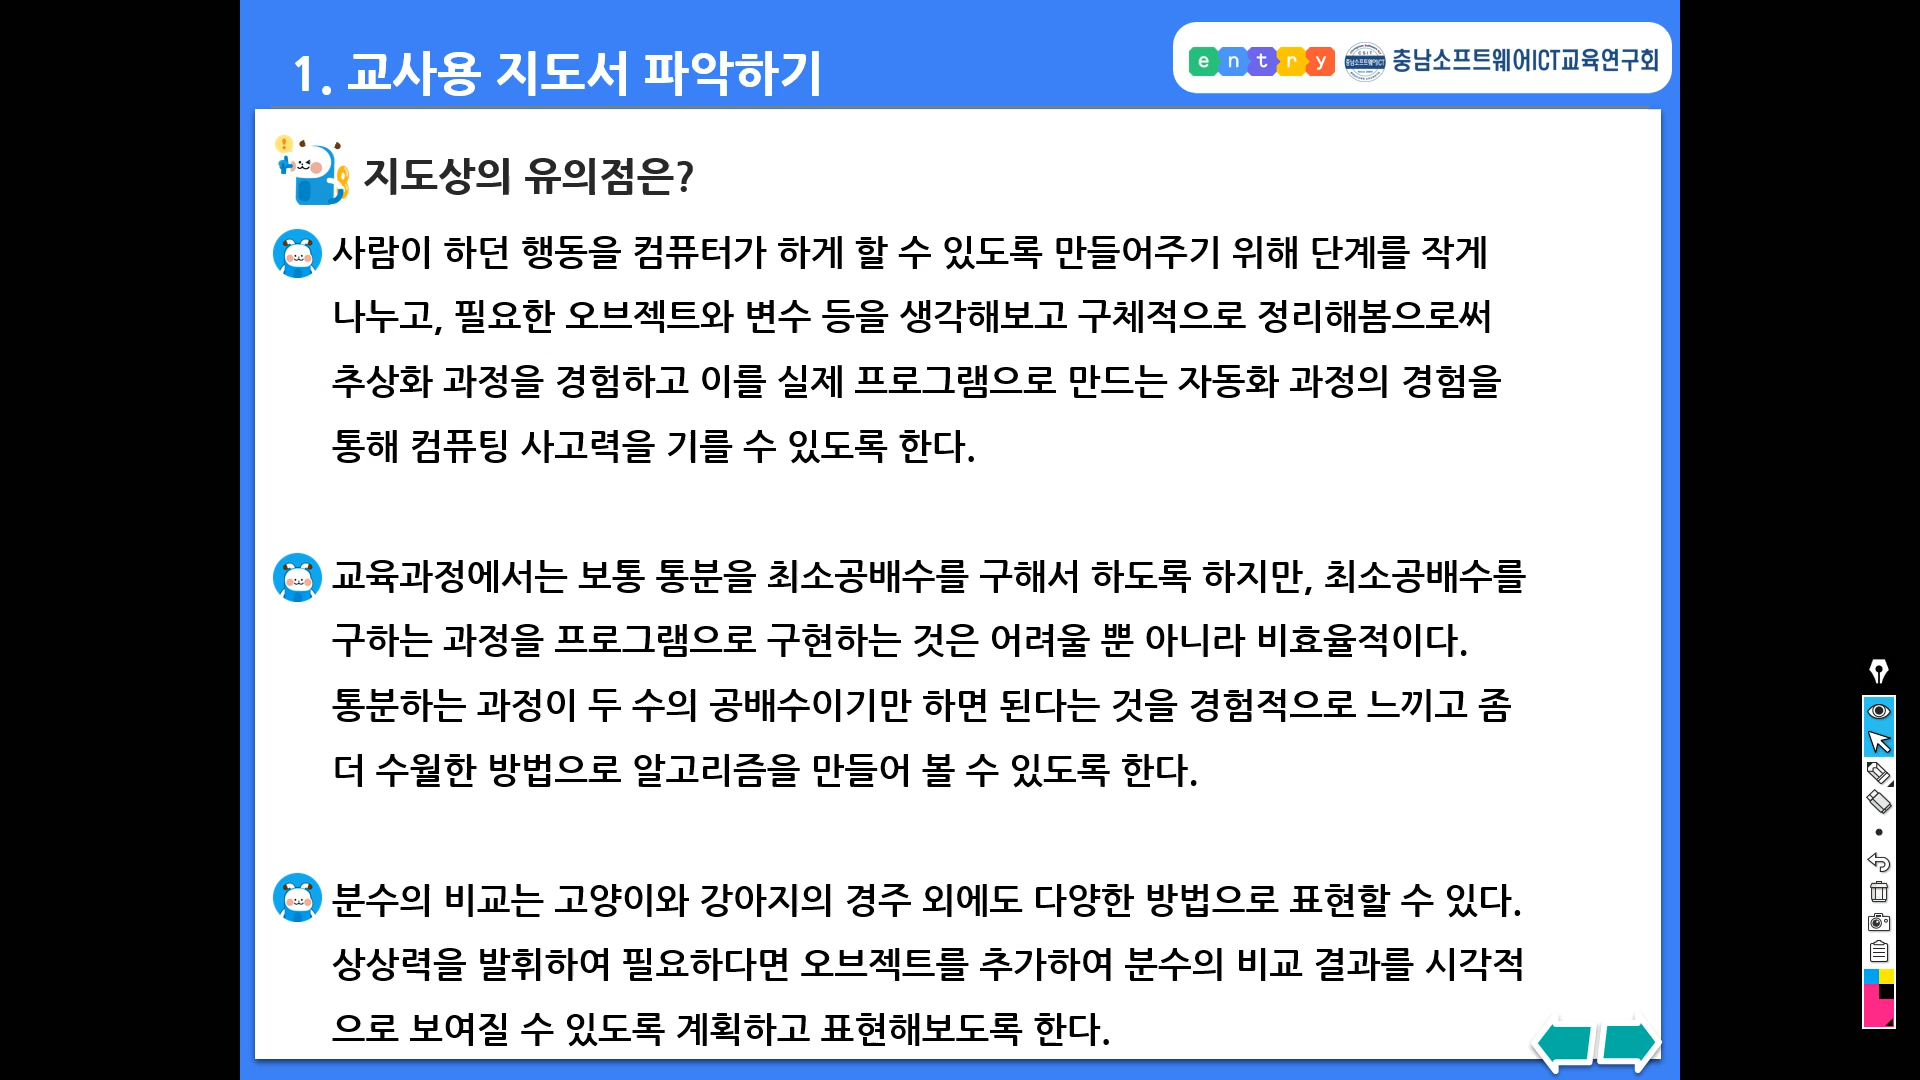 1. 교사용 지도서 파악하기
entry
충남소프트웨어ICT교육연구회
지도상의 유의점은?
사람이 하던 행동을 컴퓨터가 하게 할 수 있도록 만들어주기 위해 단계를 작게
나누고, 필요한 오브젝트와 변수 등을 생각해보고 구체적으로 정리해봄으로써
추상화 과정을 경험하고 이를 실제 프로그램으로 만드는 자동화 과정의 경험을
통해 컴퓨팅 사고력을 기를 수 있도록 한다.
교육과정에서는 보통 통분을 최소공배수를 구해서 하도록 하지만, 최소공배수를
구하는 과정을 프로그램으로 구현하는 것은 어려울 뿐 아니라 비효율적이다.
통분하는 과정이 두 수의 공배수이기만 하면 된다는 것을 경험적으로 느끼고 좀
더 수월한 방법으로 알고리즘을 만들어 볼 수 있도록 한다.
분수의 비교는 고양이와 강아지의 경주 외에도 다양한 방법으로 표현할 수 있다.
상상력을 발휘하여 필요하다면 오브젝트를 추가하여 분수의 비교 결과를 시각적
으로 보여질 수 있도록 계획하고 표현해보도록 한다.